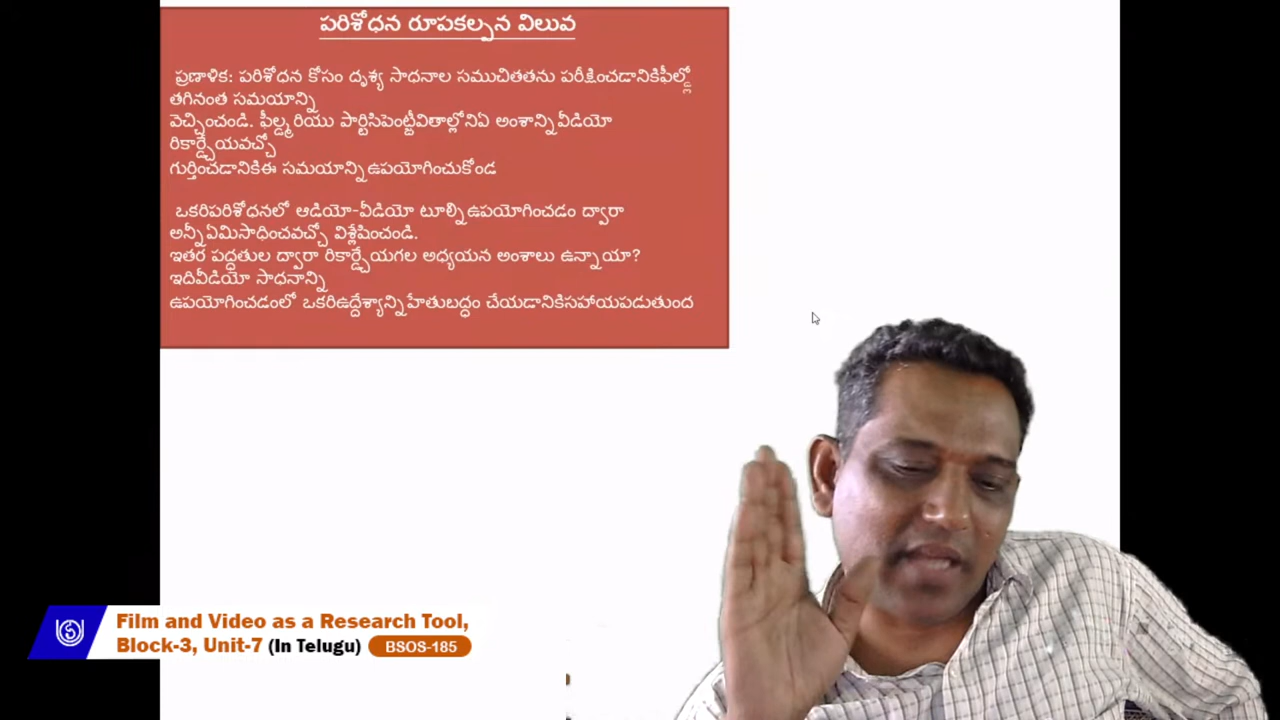 పరిశోధన రూపకల్పన విలువ
ప్రణాళిక: పరిశోధన కోసం దృశ్య సాధనాల సముచితతను పరీక్షించడానికిఫీల్డ్లో
తగినంత సమయాన్ని
వెచ్చించండి. ఫీల్డ్మరియు పార్టిసిపెంట్జీవితాల్లోనిఏ అంశాన్నివీడియో
రికార్డ్చేయవచ్చో
గుర్తించడానికిఈ సమయాన్నిఉపయోగించుకోండ
ఒకరిపరిశోధనలో ఆడియో-వీడియో టూల్నిఉపయోగించడం ద్వారా
అన్నీఏమిసాధించవచ్చో విశ్లేషించండి.
ఇతర పద్ధతుల ద్వారా రికార్డ్చేయగల అధ్యయన అంశాలు ఉన్నాయా?
ఇదివీడియో సాధనాన్ని
ఉపయోగించడంలో ఒకరిఉద్దేశ్యాన్నిహేతుబద్ధం చేయడానికిసహాయపడుతుంద
Film and Video as a Research Tool,
Block-3, Unit-7 (In Telugu) BSOS-185